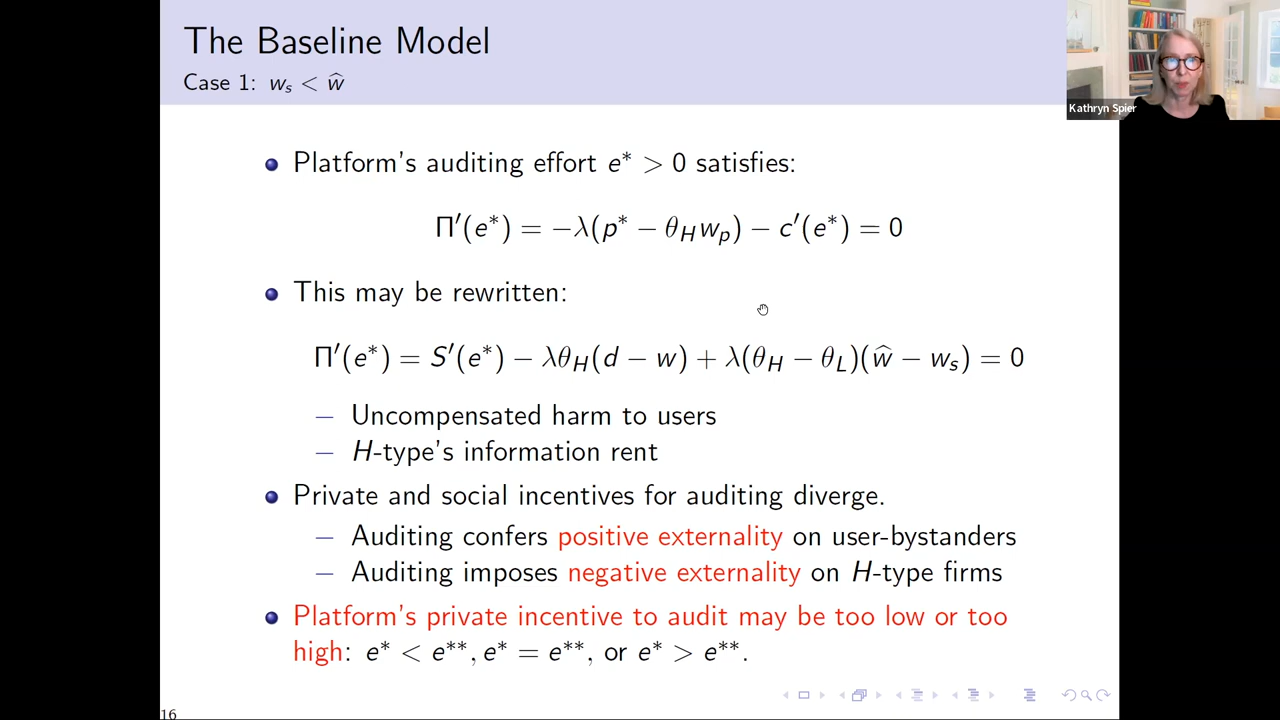 The Baseline Model
Case 1: wₛ < ŵ
Kathryn Spier
Platform's auditing effort e* > 0 satisfies:
Π′(e*) = −λ(p* − θ_H w_p) − c′(e*) = 0
This may be rewritten:
Π′(e*) = S′(e*) − λθ_H(d − w) + λ(θ_H − θ_L)(ŵ − wₛ) = 0
– Uncompensated harm to users
– H-type's information rent
Private and social incentives for auditing diverge.
– Auditing confers positive externality on user-bystanders
– Auditing imposes negative externality on H-type firms
Platform's private incentive to audit may be too low or too
high: e* < e**, e* = e**, or e* > e**.
16